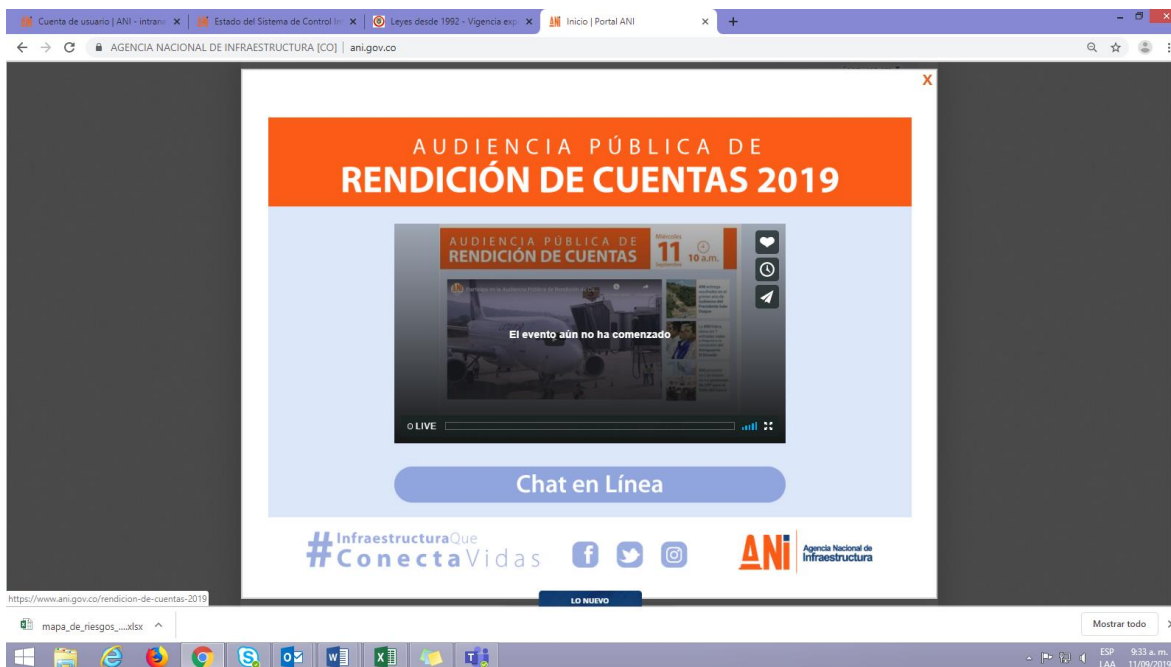 Cuenta de usuario | ANI - intran
Estado del Sistema de Control In
Leyes desde 1992 - Vigencia exp
Inicio | Portal ANI
AGENCIA NACIONAL DE INFRAESTRUCTURA [CO] | ani.gov.co
X
AUDIENCIA PÚBLICA DE
RENDICIÓN DE CUENTAS 2019
AUDIENCIA PÚBLICA DE
RENDICIÓN DE CUENTAS
Miércoles
11
Septiembre
10 a.m.
El evento aún no ha comenzado
LIVE
Chat en Línea
#InfraestructuraQue
ConectaVidas
ANI
Agencia Nacional de
Infraestructura
LO NUEVO
https://www.ani.gov.co/rendicion-de-cuentas-2019
mapa_de_riesgos_....xlsx
Mostrar todo
ESP
9:33 a. m.
LAA
11/09/2019